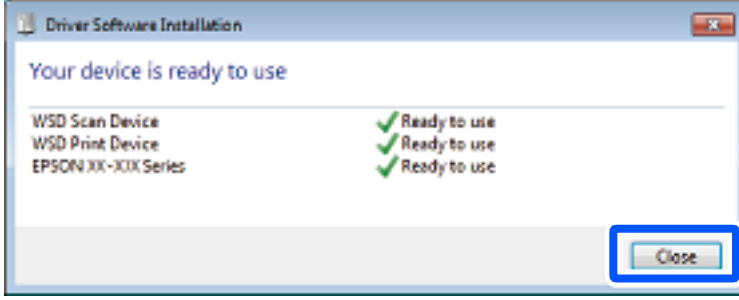 Driver Software Installation
Your device is ready to use
WSD Scan Device Ready to use
WSD Print Device Ready to use
EPSON XX-XXX Series Ready to use
Close